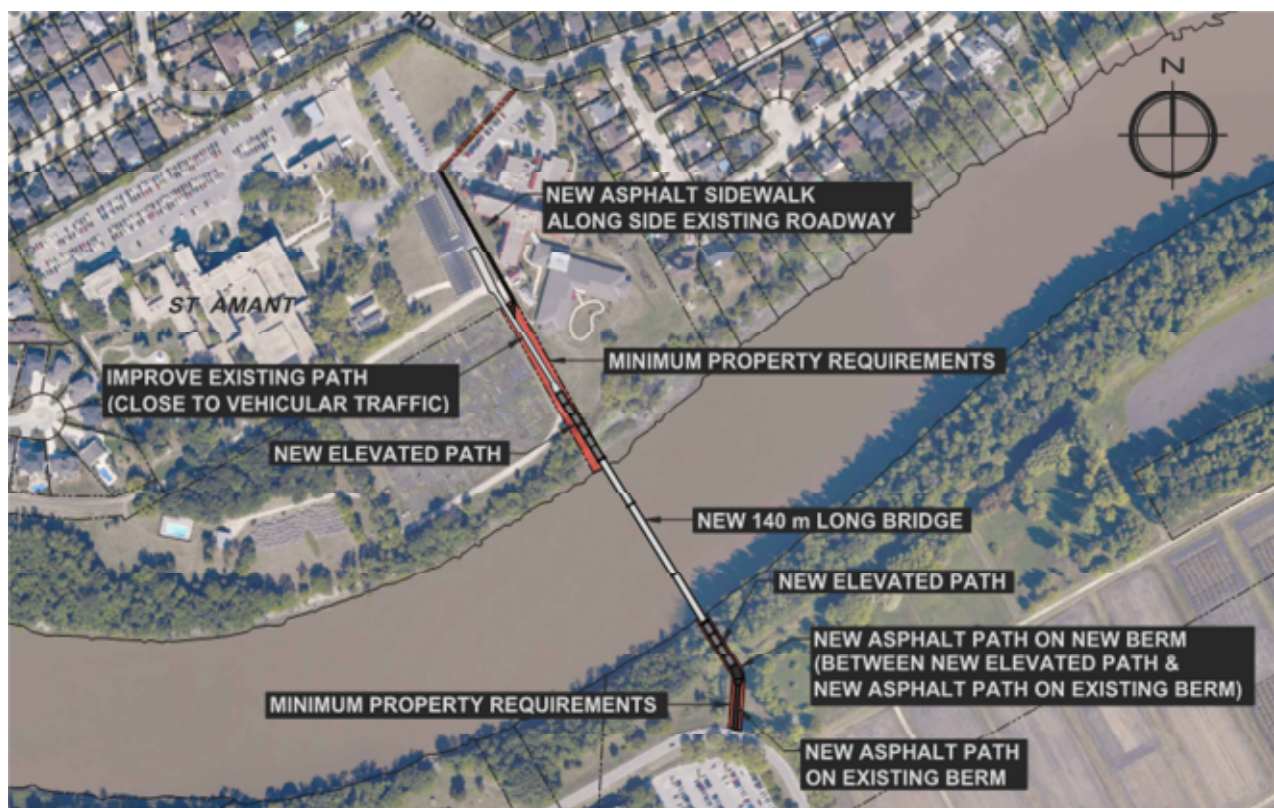 RD
N
NEW ASPHALT SIDEWALK
ALONG SIDE EXISTING ROADWAY
ST AMANT
MINIMUM PROPERTY REQUIREMENTS
IMPROVE EXISTING PATH
(CLOSE TO VEHICULAR TRAFFIC)
NEW ELEVATED PATH
NEW 140 m LONG BRIDGE
NEW ELEVATED PATH
NEW ASPHALT PATH ON NEW BERM
(BETWEEN NEW ELEVATED PATH &
NEW ASPHALT PATH ON EXISTING BERM)
MINIMUM PROPERTY REQUIREMENTS
NEW ASPHALT PATH
ON EXISTING BERM